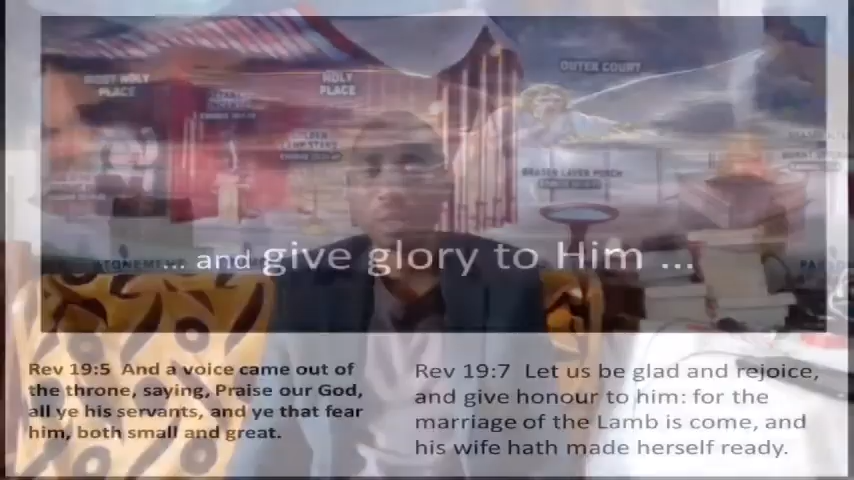 MOST HOLY
PLACE
HOLY
PLACE
OUTER COURT
... and give glory to Him ...
Rev 19:5 And a voice came out of
the throne, saying, Praise our God,
all ye his servants, and ye that fear
him, both small and great.
Rev 19:7 Let us be glad and rejoice,
and give honour to him: for the
marriage of the Lamb is come, and
his wife hath made herself ready.